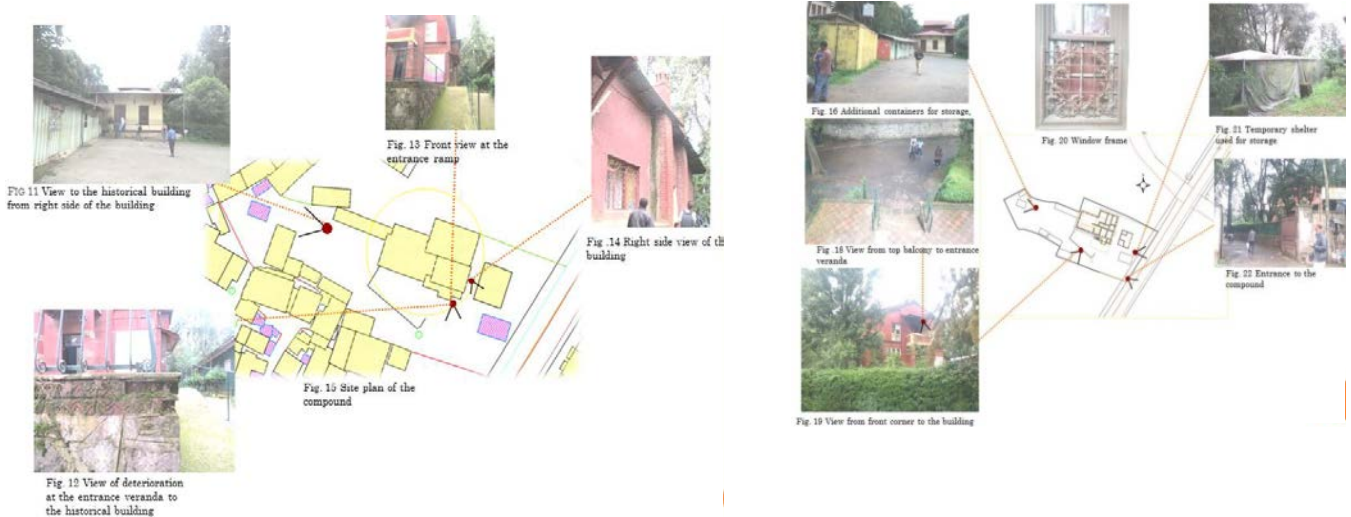 FIG 11 View to the historical building
from right side of the building
Fig. 13 Front view at the
entrance ramp
Fig .14 Right side view of th
building
Fig. 15 Site plan of the
compound
Fig. 12 View of deterioration
at the entrance veranda to
the historical building
Fig. 16 Additional containers for storage,
Fig. 20 Window frame
Fig. 21 Temporary shelter
used for storage
Fig .18 View from top balcony to entrance
veranda
Fig. 22 Entrance to the
compound
Fig. 19 View from front corner to the building